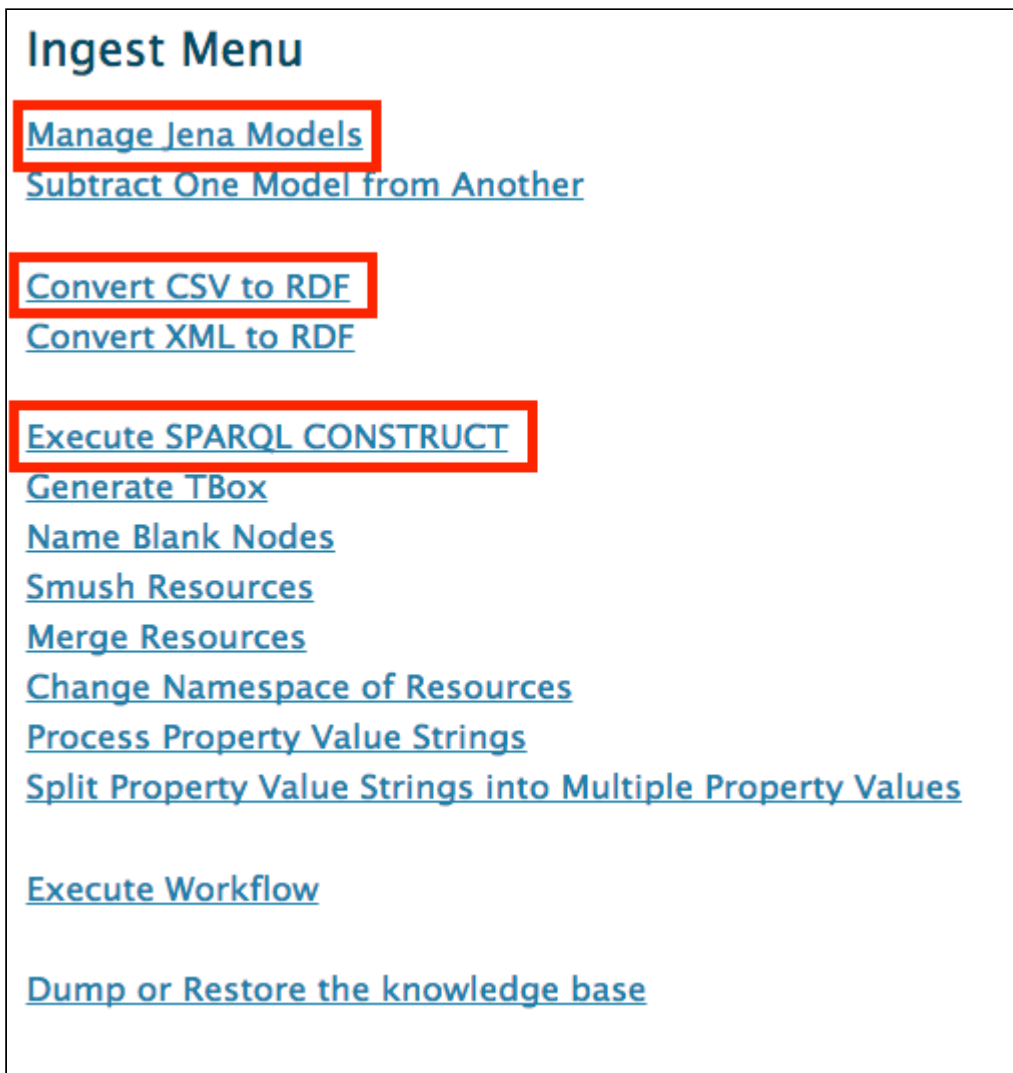 Ingest Menu
Manage Jena Models
Subtract One Model from Another
Convert CSV to RDF
Convert XML to RDF
Execute SPARQL CONSTRUCT
Generate TBox
Name Blank Nodes
Smush Resources
Merge Resources
Change Namespace of Resources
Process Property Value Strings
Split Property Value Strings into Multiple Property Values
Execute Workflow
Dump or Restore the knowledge base